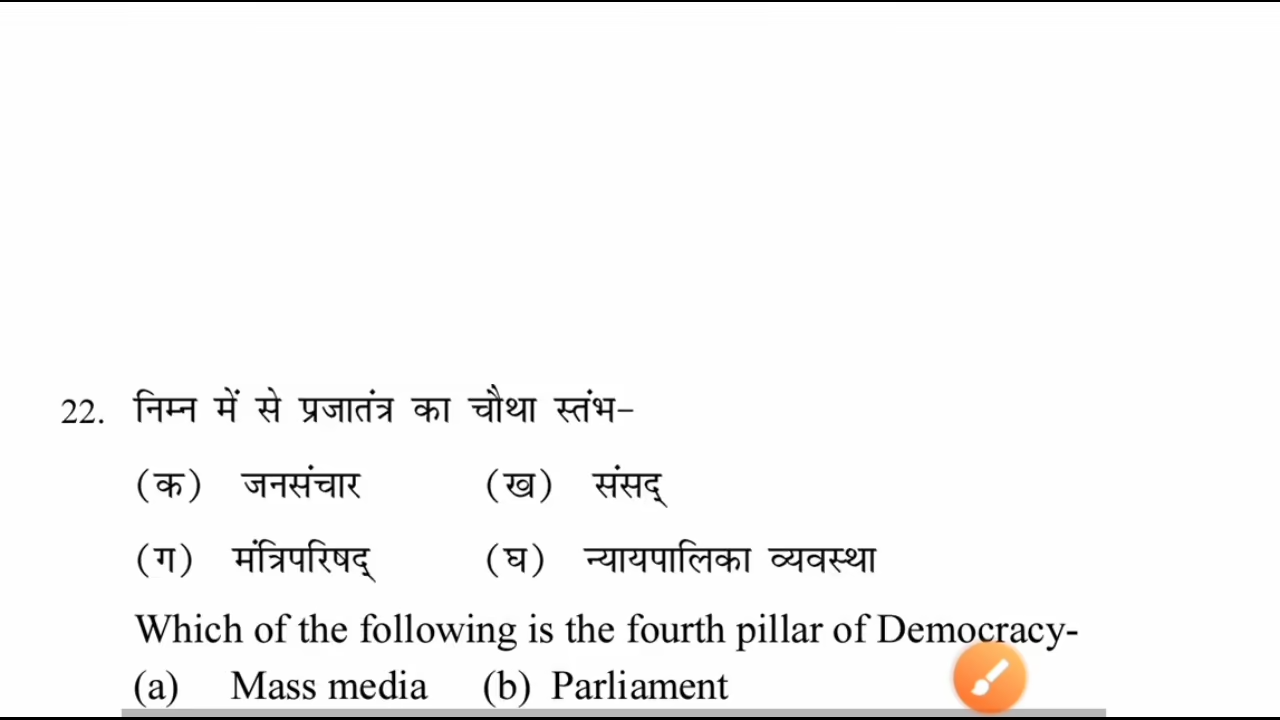 22. निम्न में से प्रजातंत्र का चौथा स्तंभ-
(क) जनसंचार (ख) संसद्
(ग) मंत्रिपरिषद् (घ) न्यायपालिका व्यवस्था
Which of the following is the fourth pillar of Democracy-
(a) Mass media (b) Parliament